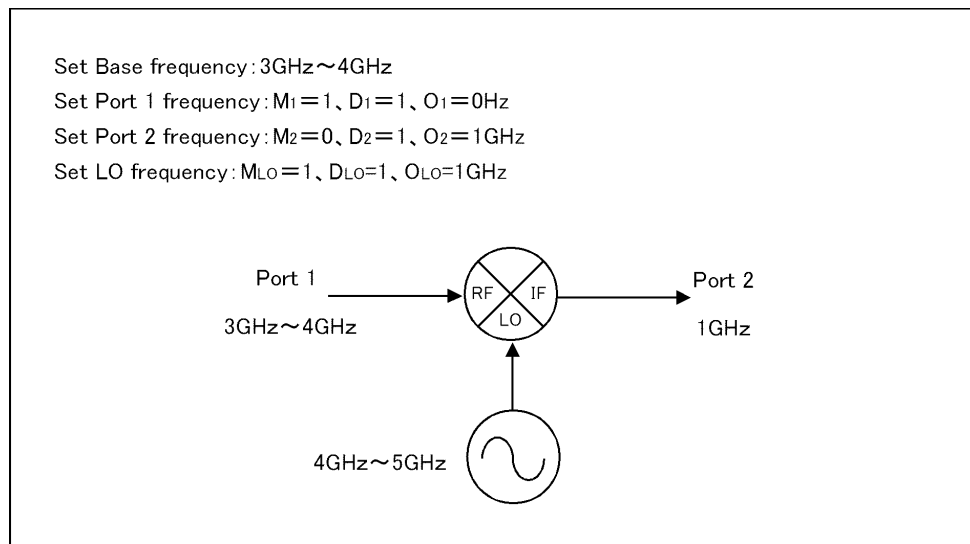 Set Base frequency:3GHz～4GHz
Set Port 1 frequency:M1＝1、D1＝1、O1＝0Hz
Set Port 2 frequency:M2＝0、D2＝1、O2＝1GHz
Set LO frequency:MLO＝1、DLO=1、OLO=1GHz
Port 1
3GHz～4GHz
RF
IF
LO
Port 2
1GHz
4GHz～5GHz